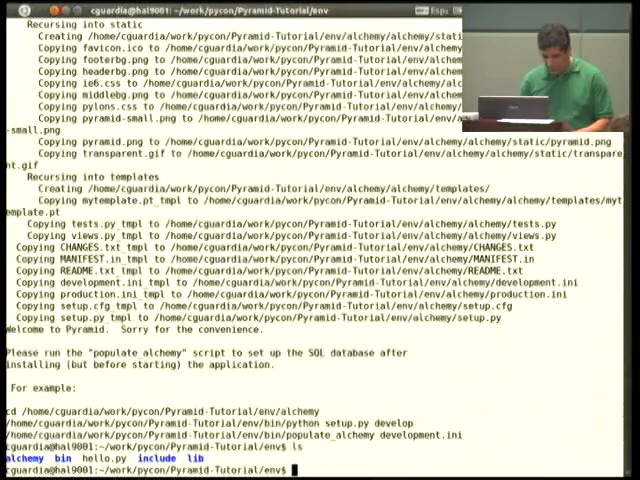 cguardia@hal9001: ~/work/pycon/Pyramid-Tutorial/env
Recursing into static
Creating /home/cguardia/work/pycon/Pyramid-Tutorial/env/alchemy/alchemy/stati
Copying favicon.ico to /home/cguardia/work/pycon/Pyramid-Tutorial/env/alchemy
Copying footerbg.png to /home/cguardia/work/pycon/Pyramid-Tutorial/env/alchem
Copying headerbg.png to /home/cguardia/work/pycon/Pyramid-Tutorial/env/alchem
Copying ie6.css to /home/cguardia/work/pycon/Pyramid-Tutorial/env/alchemy/alc
Copying middlebg.png to /home/cguardia/work/pycon/Pyramid-Tutorial/env/alchem
Copying pylons.css to /home/cguardia/work/pycon/Pyramid-Tutorial/env/alchemy/
Copying pyramid-small.png to /home/cguardia/work/pycon/Pyramid-Tutorial/env/a
-small.png
Copying pyramid.png to /home/cguardia/work/pycon/Pyramid-Tutorial/env/alchemy/alchemy/static/pyramid.png
Copying transparent.gif to /home/cguardia/work/pycon/Pyramid-Tutorial/env/alchemy/alchemy/static/transpare
nt.gif
Recursing into templates
Creating /home/cguardia/work/pycon/Pyramid-Tutorial/env/alchemy/alchemy/templates/
Copying mytemplate.pt_tmpl to /home/cguardia/work/pycon/Pyramid-Tutorial/env/alchemy/alchemy/templates/myt
emplate.pt
Copying tests.py_tmpl to /home/cguardia/work/pycon/Pyramid-Tutorial/env/alchemy/alchemy/tests.py
Copying views.py_tmpl to /home/cguardia/work/pycon/Pyramid-Tutorial/env/alchemy/alchemy/views.py
Copying CHANGES.txt_tmpl to /home/cguardia/work/pycon/Pyramid-Tutorial/env/alchemy/CHANGES.txt
Copying MANIFEST.in_tmpl to /home/cguardia/work/pycon/Pyramid-Tutorial/env/alchemy/MANIFEST.in
Copying README.txt_tmpl to /home/cguardia/work/pycon/Pyramid-Tutorial/env/alchemy/README.txt
Copying development.ini_tmpl to /home/cguardia/work/pycon/Pyramid-Tutorial/env/alchemy/development.ini
Copying production.ini_tmpl to /home/cguardia/work/pycon/Pyramid-Tutorial/env/alchemy/production.ini
Copying setup.cfg_tmpl to /home/cguardia/work/pycon/Pyramid-Tutorial/env/alchemy/setup.cfg
Copying setup.py_tmpl to /home/cguardia/work/pycon/Pyramid-Tutorial/env/alchemy/setup.py
Welcome to Pyramid.  Sorry for the convenience.
Please run the "populate_alchemy" script to set up the SQL database after
installing (but before starting) the application.
For example:
cd /home/cguardia/work/pycon/Pyramid-Tutorial/env/alchemy
/home/cguardia/work/pycon/Pyramid-Tutorial/env/bin/python setup.py develop
/home/cguardia/work/pycon/Pyramid-Tutorial/env/bin/populate_alchemy development.ini
cguardia@hal9001:~/work/pycon/Pyramid-Tutorial/env$ ls
alchemy  bin  hello.py  include  lib
cguardia@hal9001:~/work/pycon/Pyramid-Tutorial/env$